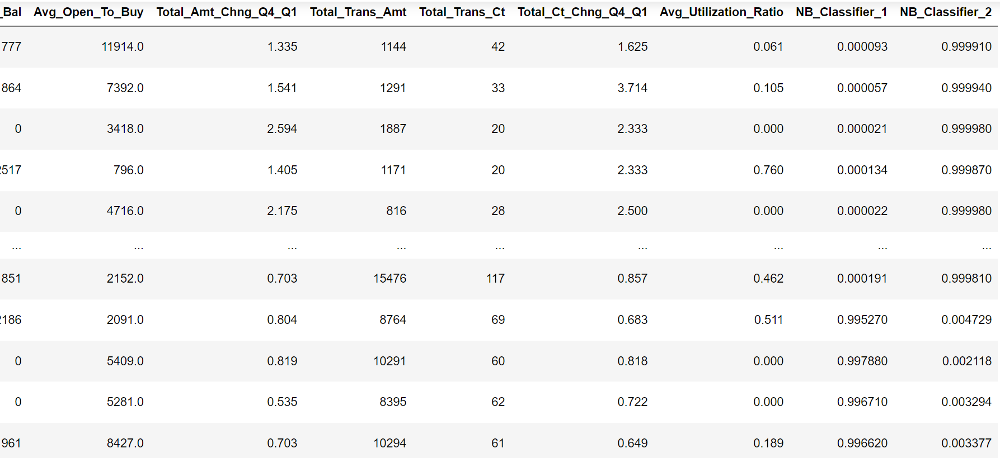 _Bal Avg_Open_To_Buy Total_Amt_Chng_Q4_Q1 Total_Trans_Amt Total_Trans_Ct Total_Ct_Chng_Q4_Q1 Avg_Utilization_Ratio NB_Classifier_1 NB_Classifier_2
777 11914.0 1.335 1144 42 1.625 0.061 0.000093 0.999910
864 7392.0 1.541 1291 33 3.714 0.105 0.000057 0.999940
0 3418.0 2.594 1887 20 2.333 0.000 0.000021 0.999980
517 796.0 1.405 1171 20 2.333 0.760 0.000134 0.999870
0 4716.0 2.175 816 28 2.500 0.000 0.000022 0.999980
... ... ... ... ... ... ... ... ...
851 2152.0 0.703 15476 117 0.857 0.462 0.000191 0.999810
186 2091.0 0.804 8764 69 0.683 0.511 0.995270 0.004729
0 5409.0 0.819 10291 60 0.818 0.000 0.997880 0.002118
0 5281.0 0.535 8395 62 0.722 0.000 0.996710 0.003294
961 8427.0 0.703 10294 61 0.649 0.189 0.996620 0.003377